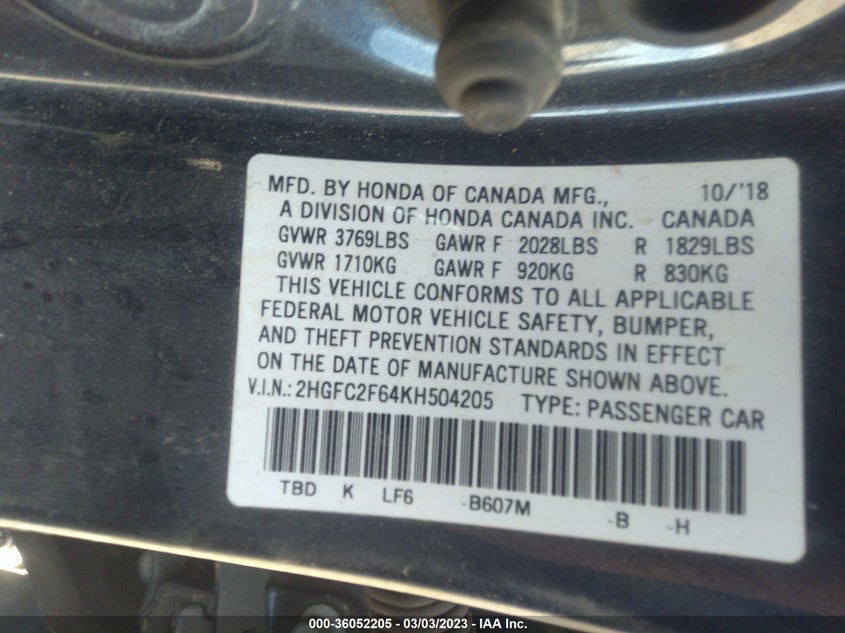 MFD. BY HONDA OF CANADA MFG., 10/'18
A DIVISION OF HONDA CANADA INC. CANADA
GVWR 3769LBS GAWR F 2028LBS R 1829LBS
GVWR 1710KG GAWR F 920KG R 830KG
THIS VEHICLE CONFORMS TO ALL APPLICABLE
FEDERAL MOTOR VEHICLE SAFETY, BUMPER,
AND THEFT PREVENTION STANDARDS IN EFFECT
ON THE DATE OF MANUFACTURE SHOWN ABOVE.
V.I.N.: 2HGFC2F64KH504205 TYPE: PASSENGER CAR
TBD K LF6 -B607M -B -H
000-36052205 - 03/03/2023 - IAA Inc.